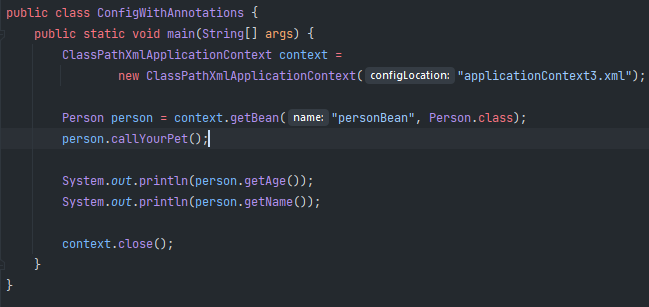 public class ConfigWithAnnotations {
public static void main(String[] args) {
ClassPathXmlApplicationContext context =
new ClassPathXmlApplicationContext( configLocation: "applicationContext3.xml");
Person person = context.getBean( name: "personBean", Person.class);
person.callYourPet();
System.out.println(person.getAge());
System.out.println(person.getName());
context.close();
}
}